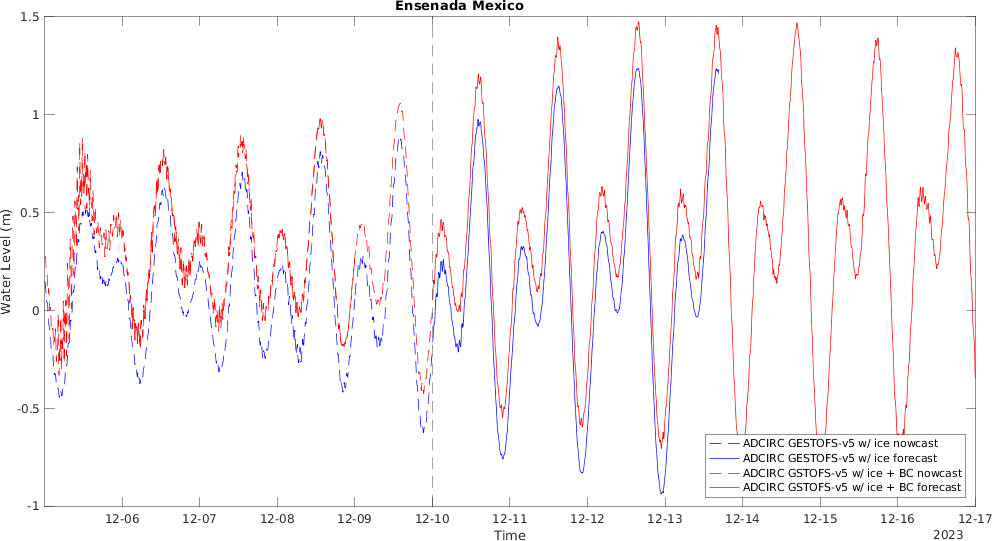 Ensenada Mexico
Water Level (m)
1.5
1
0.5
0
-0.5
-1
ADCIRC GESTOFS-v5 w/ ice nowcast
ADCIRC GESTOFS-v5 w/ ice forecast
ADCIRC GSTOFS-v5 w/ ice + BC nowcast
ADCIRC GSTOFS-v5 w/ ice + BC forecast
12-06 12-07 12-08 12-09 12-10 12-11 12-12 12-13 12-14 12-15 12-16 12-17
Time
2023